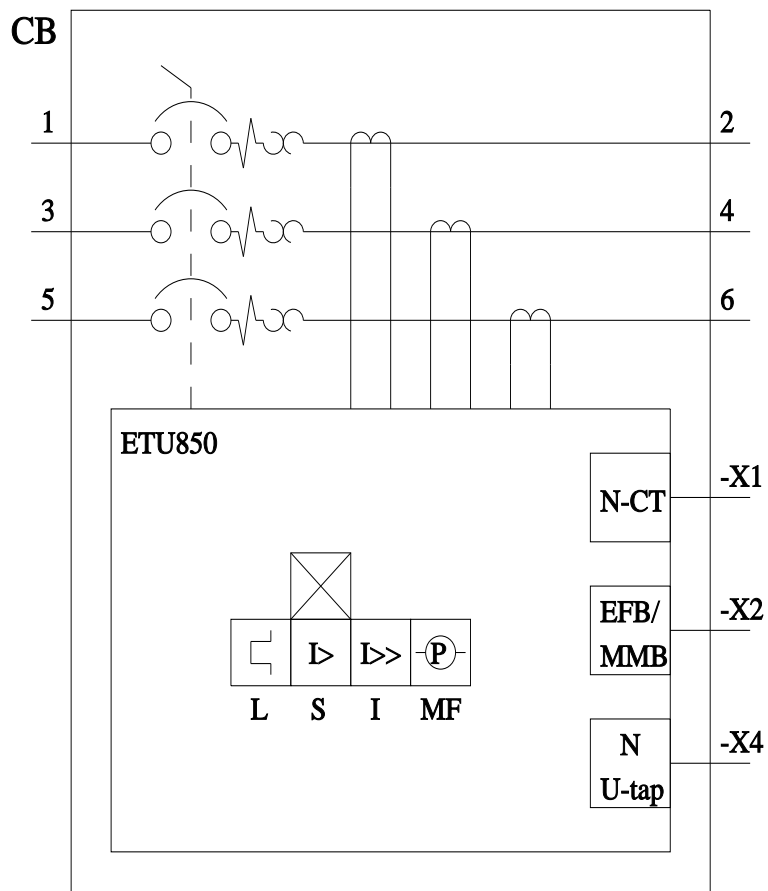 CB
1
2
3
4
5
6
ETU850
N-CT
-X1
EFB/
MMB
-X2
I>
I>>
P
L
S
I
MF
N
U-tap
-X4